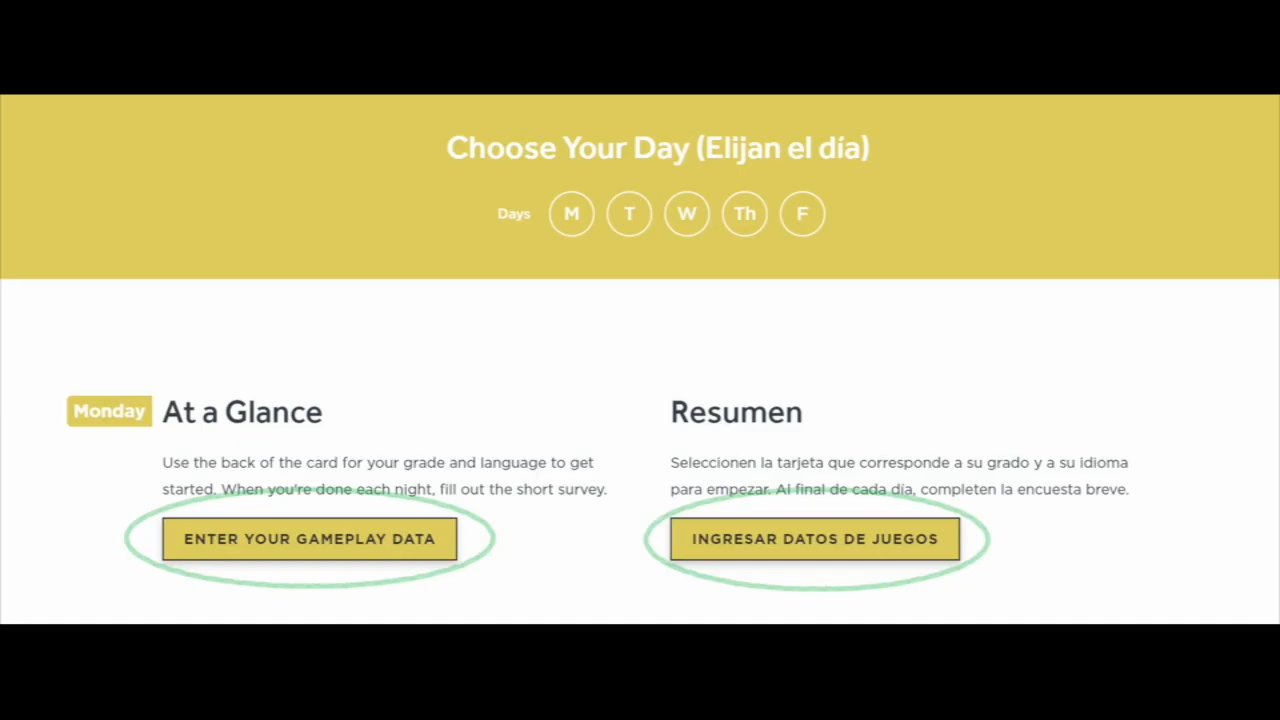 Choose Your Day (Elijan el día)
Days M T W Th F
Monday At a Glance
Use the back of the card for your grade and language to get
started. When you're done each night, fill out the short survey.
ENTER YOUR GAMEPLAY DATA
Resumen
Seleccionen la tarjeta que corresponde a su grado y a su idioma
para empezar. Al final de cada día, completen la encuesta breve.
INGRESAR DATOS DE JUEGOS